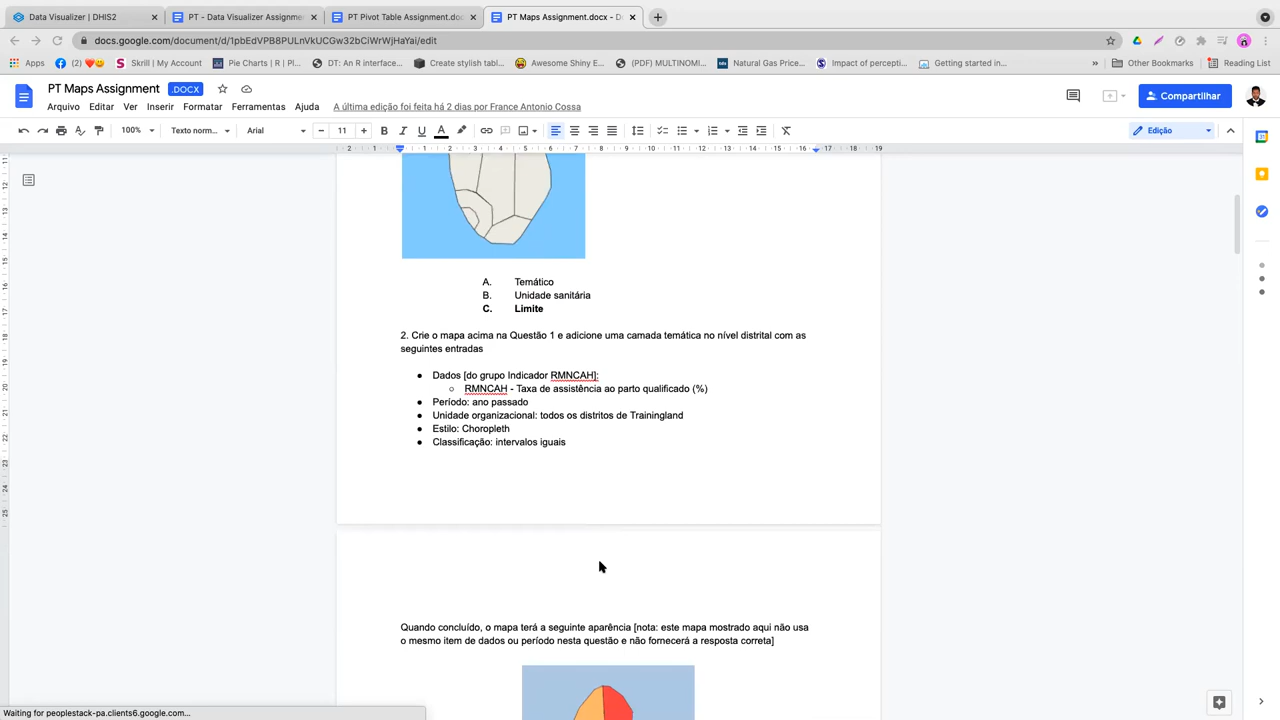 Data Visualizer | DHIS2
PT - Data Visualizer Assignme
PT Pivot Table Assignment.doc
PT Maps Assignment.docx - D
docs.google.com/document/d/1pbEdVPB8PULnVkUCGw32bCiWrWjHaYai/edit
Apps
(2) ❤️😀
Skrill | My Account
Pie Charts | R | Pl...
DT: An R interface...
Create stylish tabl...
Awesome Shiny E...
(PDF) MULTINOMI...
Natural Gas Price...
Impact of percepti...
Getting started in...
»
Other Bookmarks
Reading List
PT Maps Assignment
.DOCX
Arquivo
Editar
Ver
Inserir
Formatar
Ferramentas
Ajuda
A última edição foi feita há 2 dias por France Antonio Cossa
Compartilhar
100%
Texto norm...
Arial
11
Edição
A. Temático
B. Unidade sanitária
C. Limite
2. Crie o mapa acima na Questão 1 e adicione uma camada temática no nível distrital com as
seguintes entradas
● Dados [do grupo Indicador RMNCAH]:
○ RMNCAH - Taxa de assistência ao parto qualificado (%)
● Período: ano passado
● Unidade organizacional: todos os distritos de Trainingland
● Estilo: Choropleth
● Classificação: intervalos iguais
Quando concluído, o mapa terá a seguinte aparência [nota: este mapa mostrado aqui não usa
o mesmo item de dados ou período nesta questão e não fornecerá a resposta correta]
Waiting for peoplestack-pa.clients6.google.com...